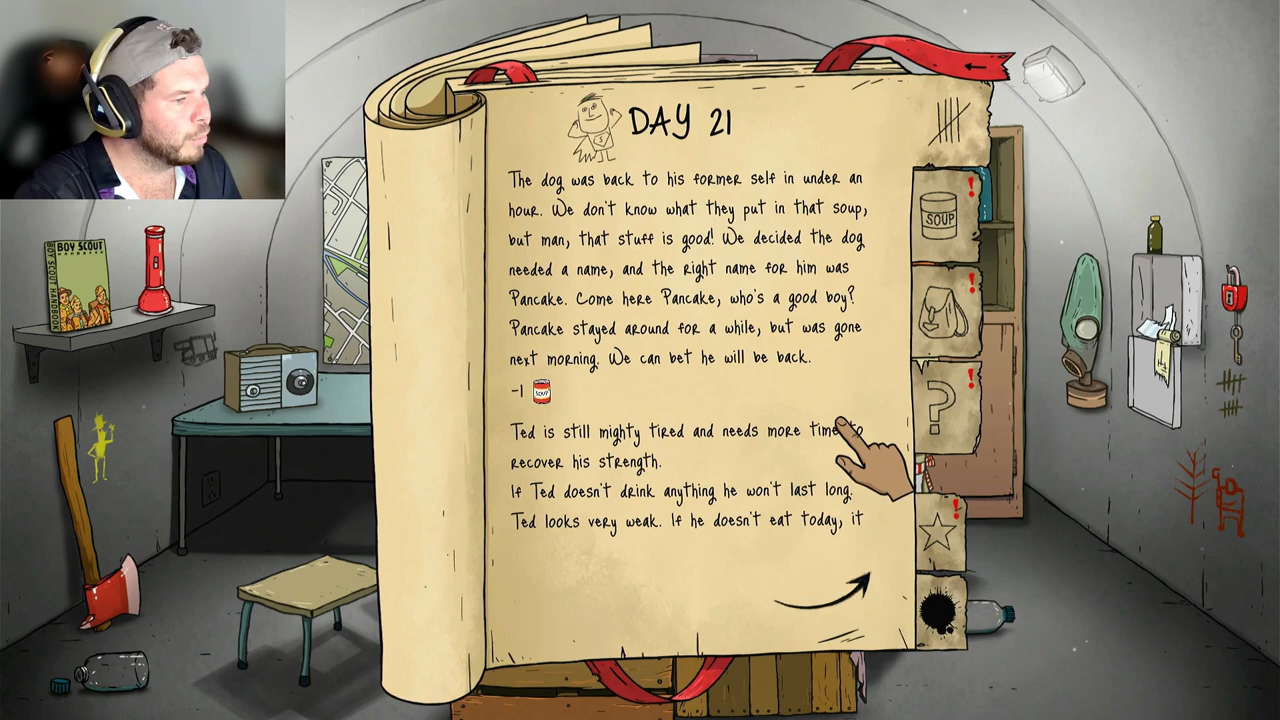 DAY 21
The dog was back to his former self in under an
hour. We don't know what they put in that soup,
but man, that stuff is good! We decided the dog
needed a name, and the right name for him was
Pancake. Come here Pancake, who's a good boy?
Pancake stayed around for a while, but was gone
next morning. We can bet he will be back.
-1 SOUP
Ted is still mighty tired and needs more time to
recover his strength.
If Ted doesn't drink anything he won't last long.
Ted looks very weak. If he doesn't eat today, it
SOUP
!
!
?
!
!
BOY SCOUT
BOY SCOUT HANDBOOK